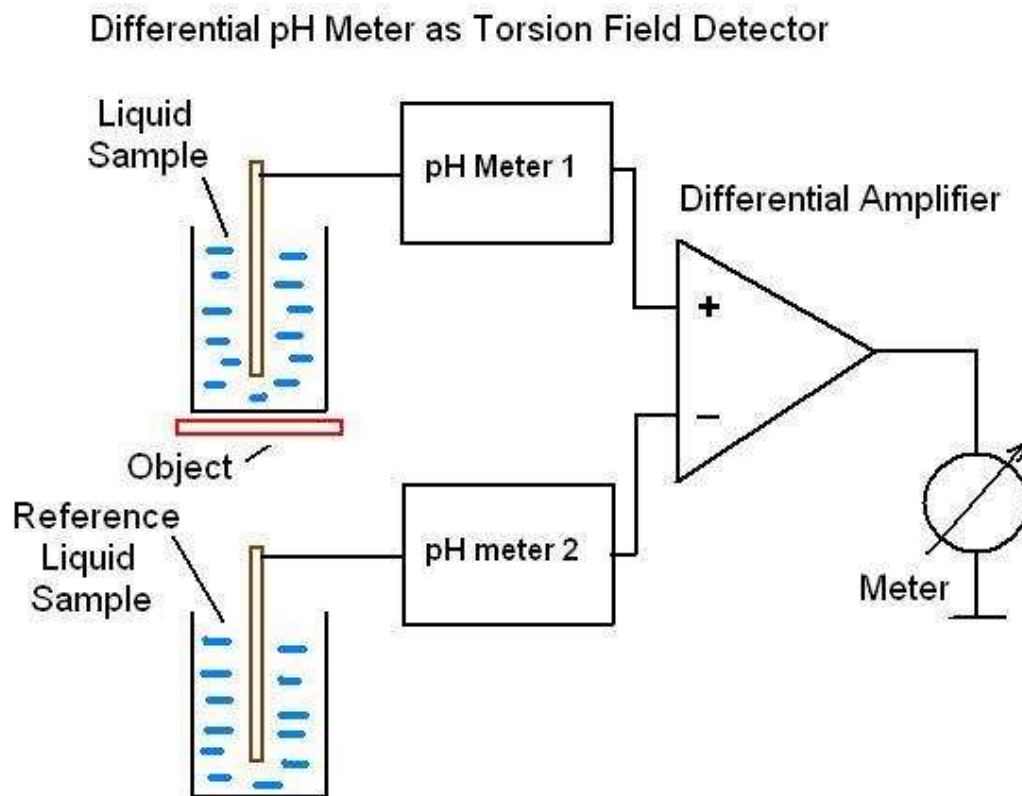 Differential pH Meter as Torsion Field Detector
Liquid
Sample
pH Meter 1
Differential Amplifier
+
−
Object
Reference
Liquid
Sample
pH meter 2
Meter